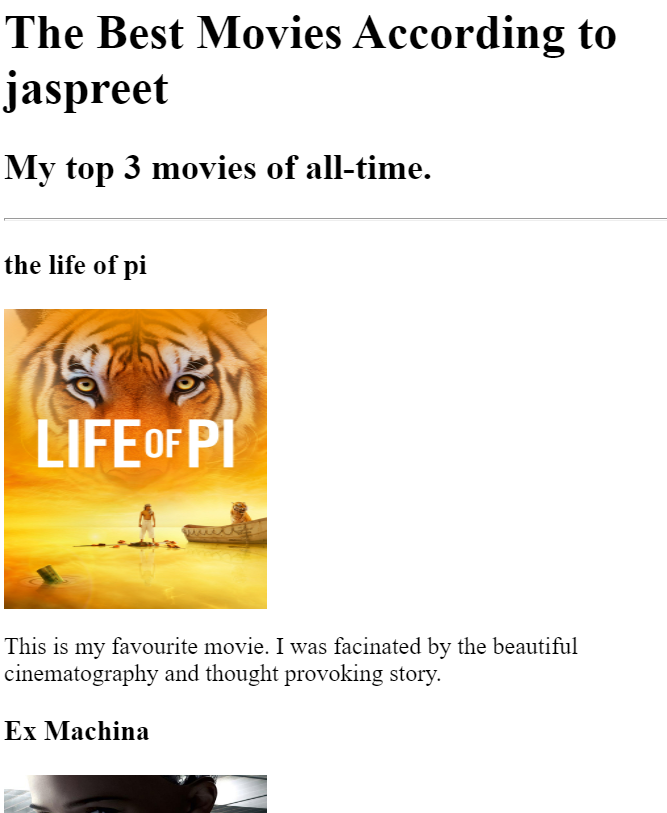 The Best Movies According to
jaspreet
My top 3 movies of all-time.
the life of pi
LIFE OF PI
This is my favourite movie. I was facinated by the beautiful
cinematography and thought provoking story.
Ex Machina